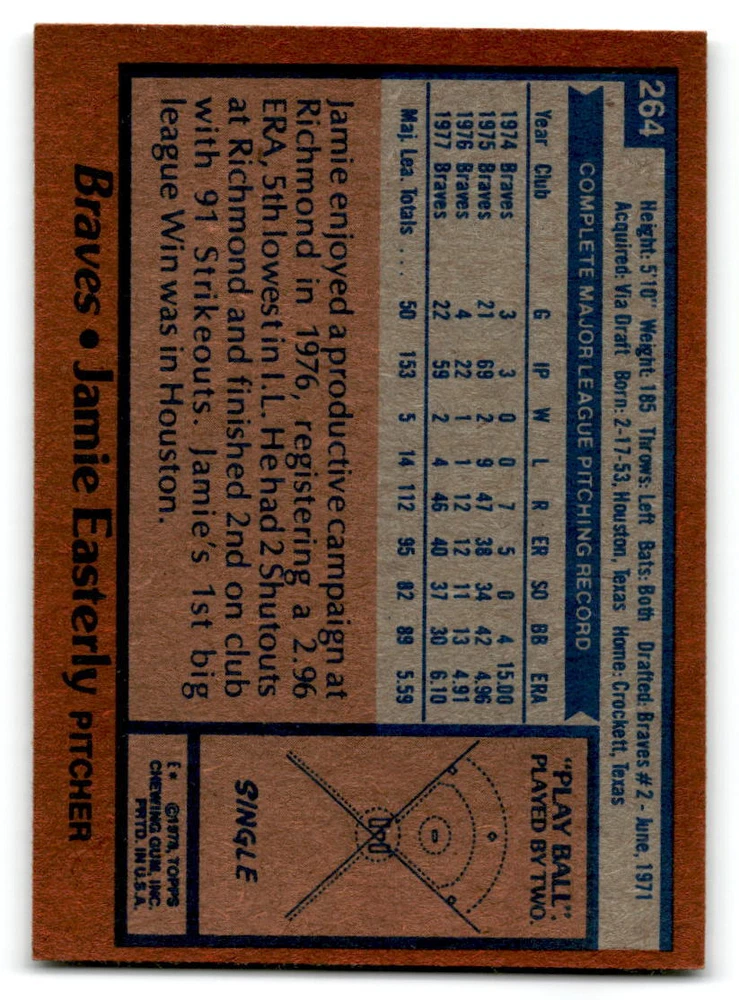 264
Height: 5'10" Weight: 185 Throws: Left Bats: Both Drafted: Braves #2 - June, 1971
Acquired: Via Draft Born: 2-17-53, Houston, Texas Home: Crockett, Texas
COMPLETE MAJOR LEAGUE PITCHING RECORD
Year Club G IP W L R ER SO BB ERA
1974 Braves 3 3 0 0 7 5 0 4 15.00
1975 Braves 21 69 2 9 47 38 34 42 4.96
1976 Braves 4 22 1 1 12 12 11 13 4.91
1977 Braves 22 59 2 4 46 40 37 30 6.10
Maj. Lea. Totals . . . 50 153 5 14 112 95 82 89 5.59
Jamie enjoyed a productive campaign at
Richmond in 1976, registering a 2.96
ERA, 5th lowest in I.L. He had 2 Shutouts
at Richmond and finished 2nd on club
with 91 Strikeouts. Jamie's 1st big
league Win was in Houston.
"PLAY BALL":
PLAYED BY TWO.
SINGLE
E* ©1978, TOPPS
CHEWING GUM, INC.
PRTD. IN U.S.A.
Braves • Jamie Easterly PITCHER